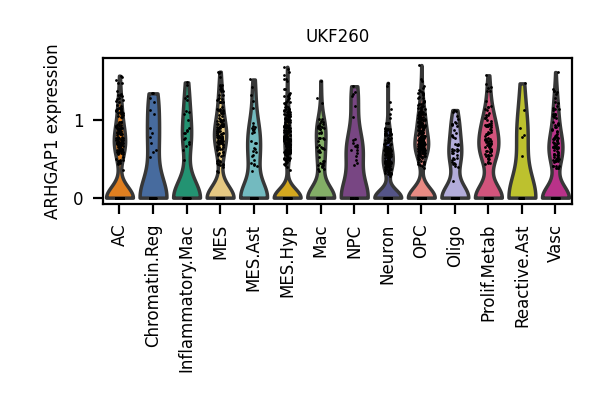 UKF260
ARHGAP1 expression
1
0
AC
Chromatin.Reg
Inflammatory.Mac
MES
MES.Ast
MES.Hyp
Mac
NPC
Neuron
OPC
Oligo
Prolif.Metab
Reactive.Ast
Vasc